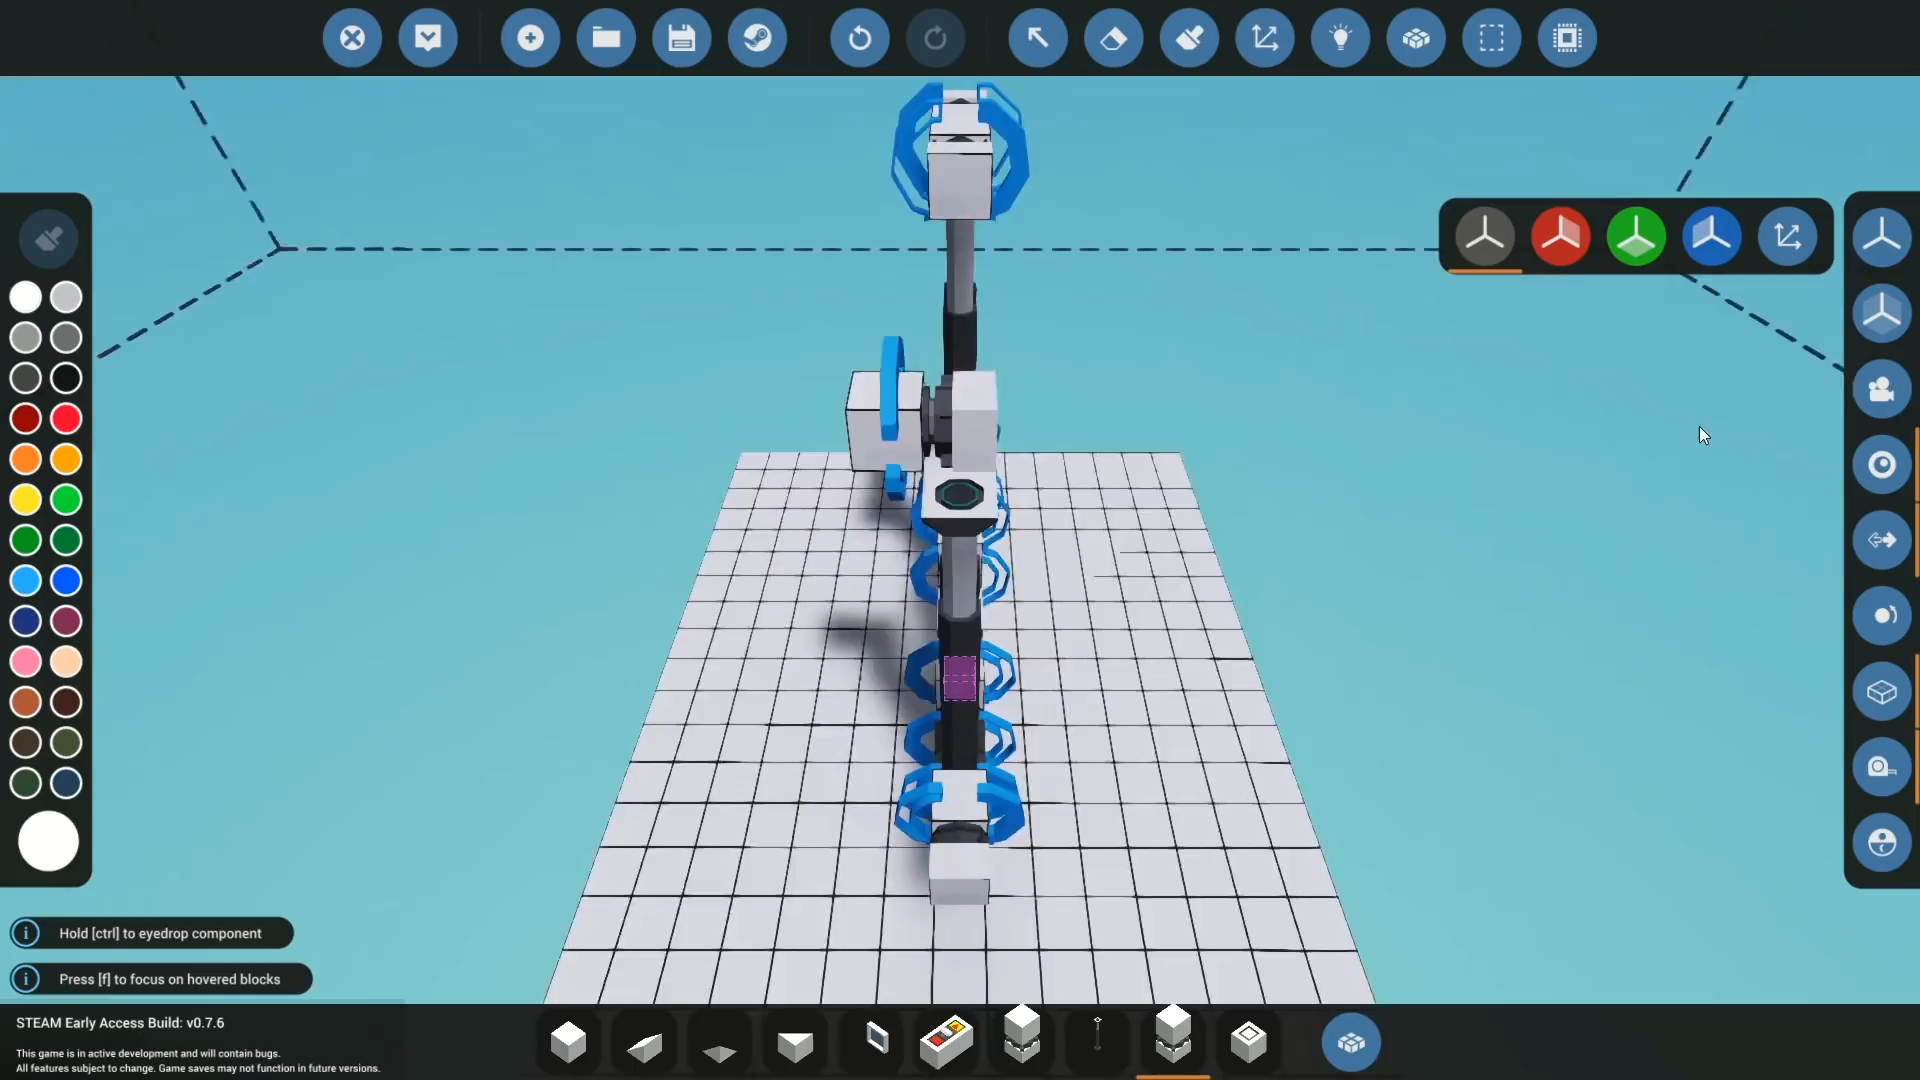 Hold [ctrl] to eyedrop component
Press [f] to focus on hovered blocks
STEAM Early Access Build: v0.7.6
This game is in active development and will contain bugs.
All features subject to change. Game saves may not function in future versions.